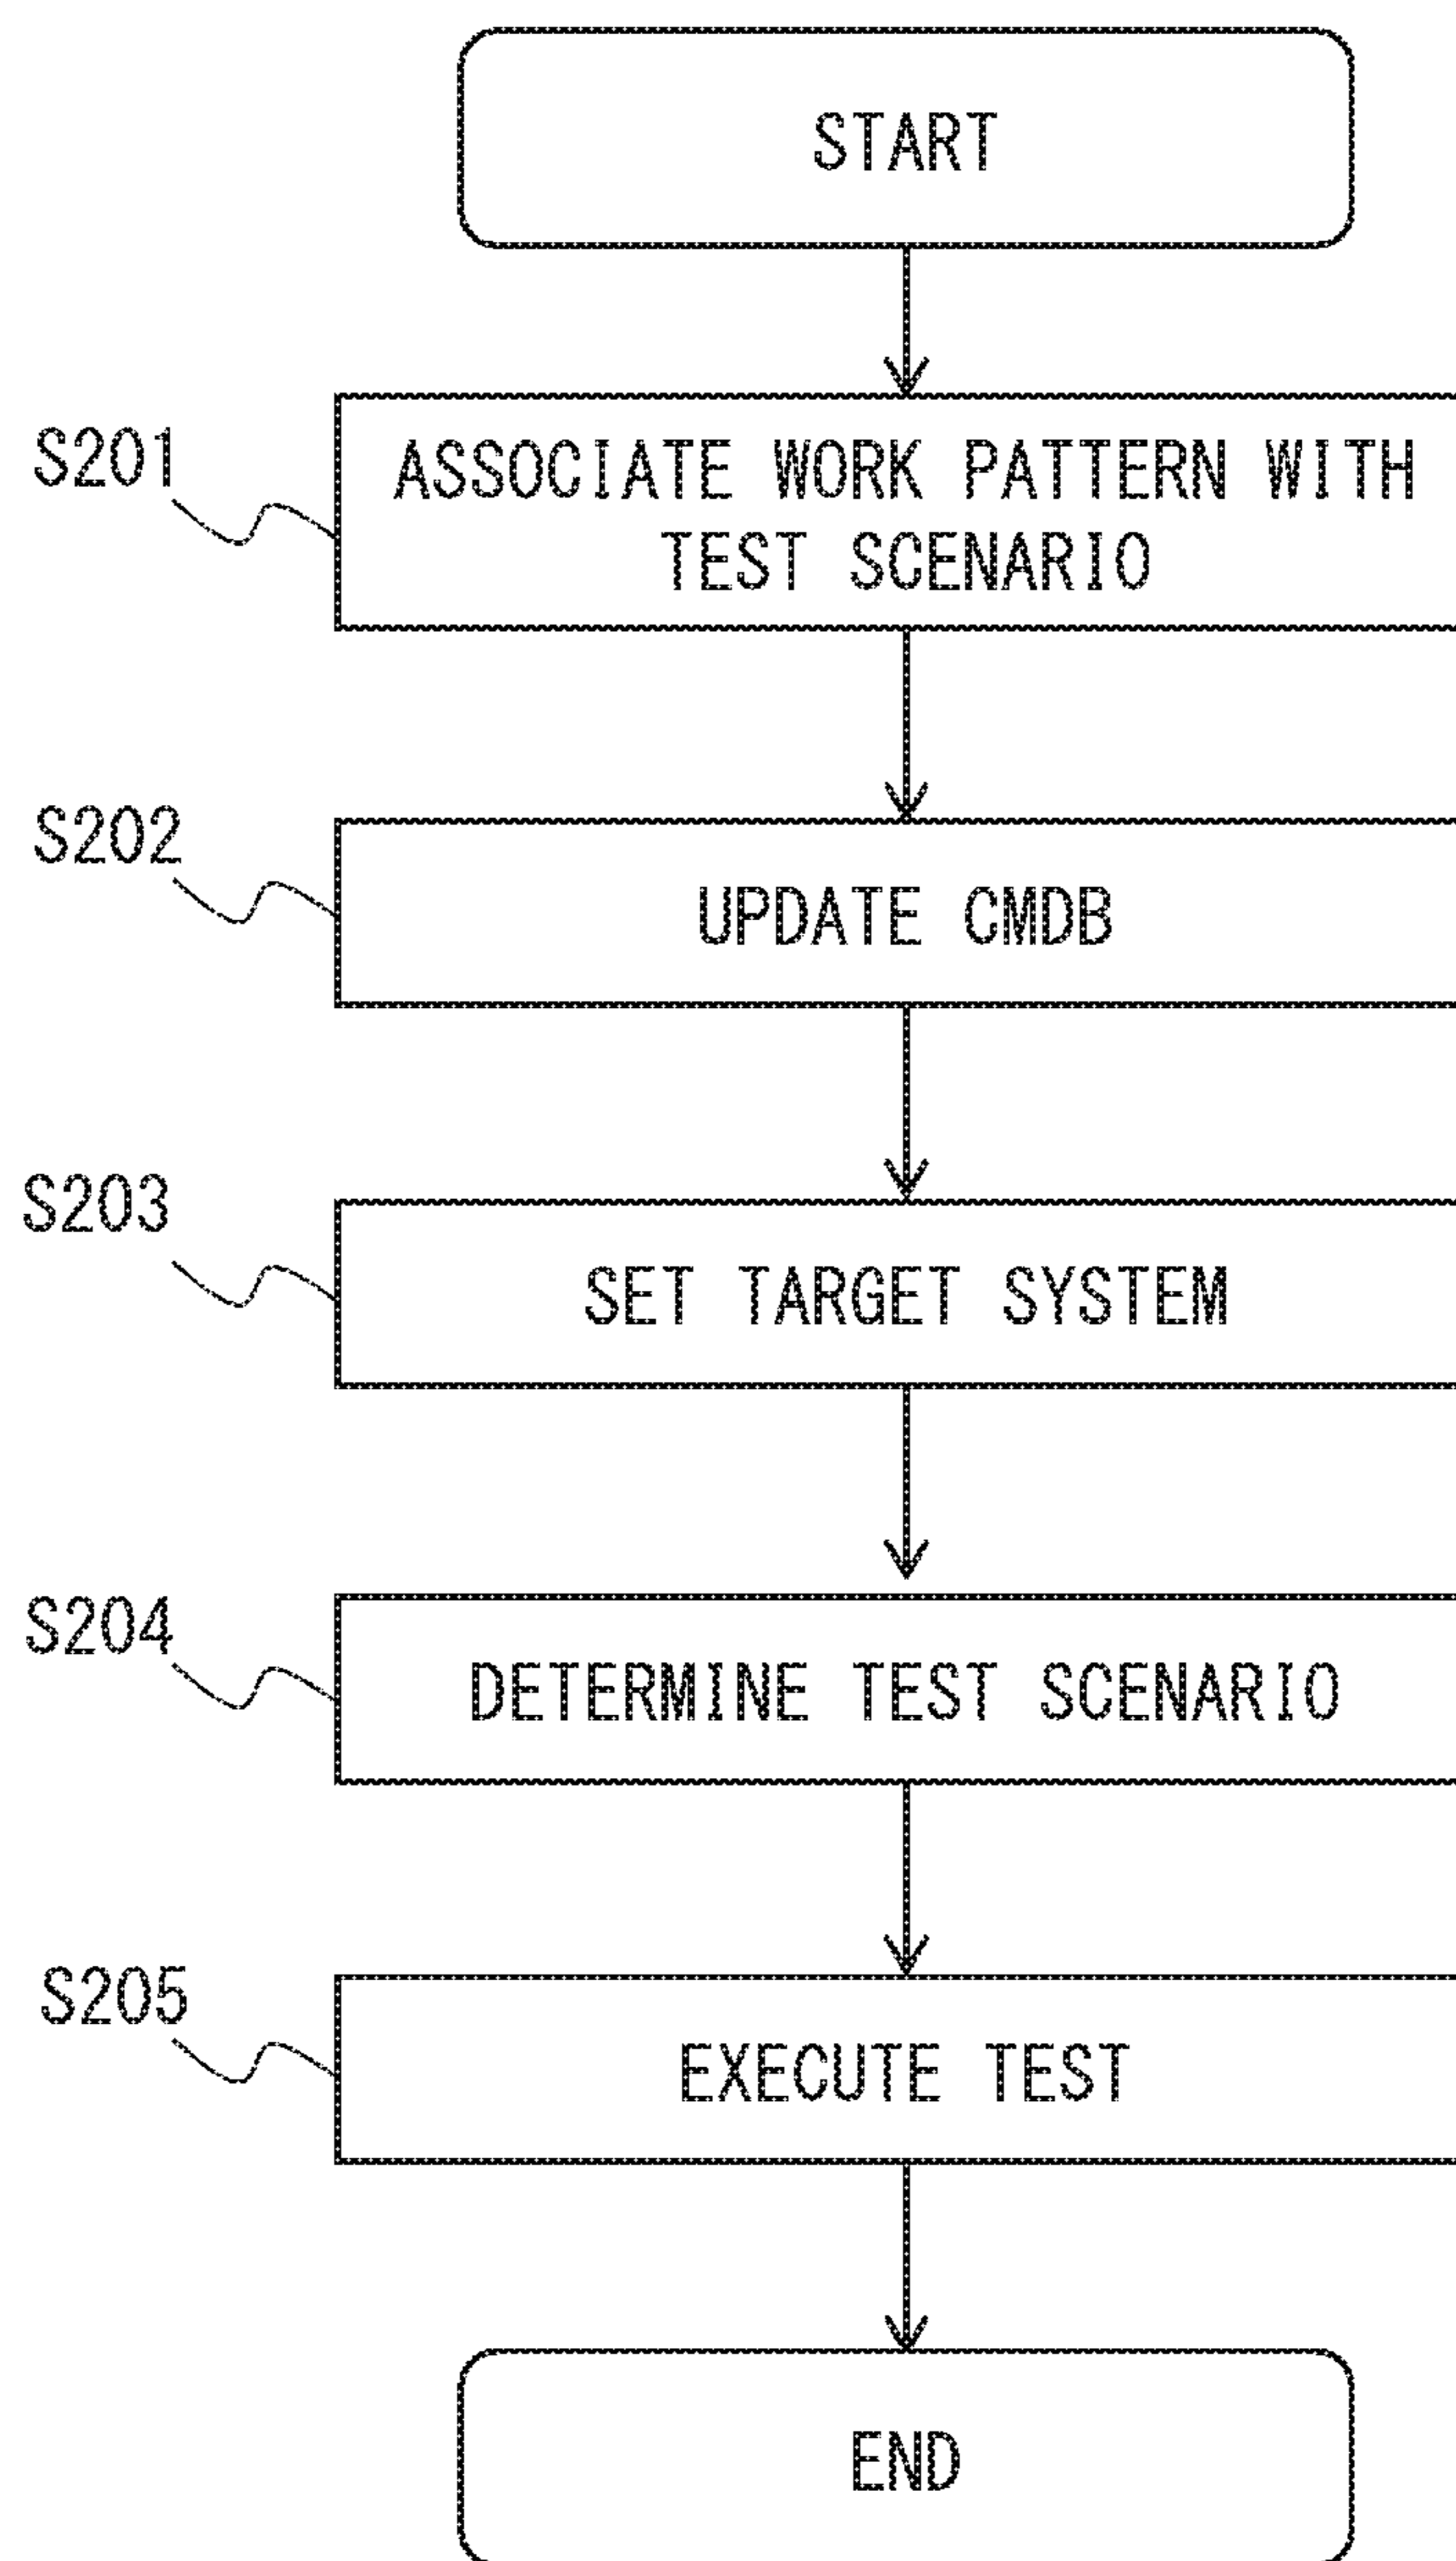 START
S201
ASSOCIATE WORK PATTERN WITH
TEST SCENARIO
S202
UPDATE CMDB
S203
SET TARGET SYSTEM
S204
DETERMINE TEST SCENARIO
S205
EXECUTE TEST
END